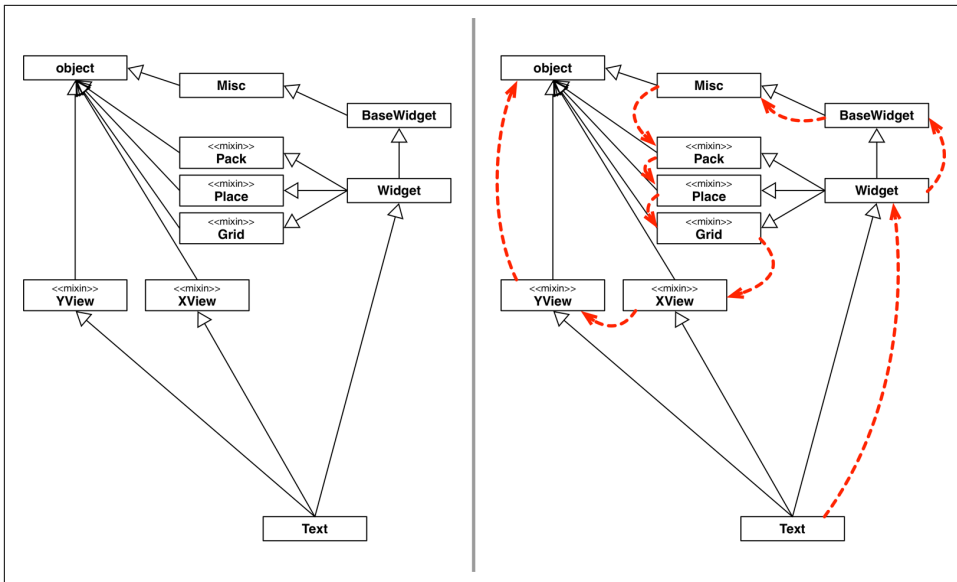 object
Misc
BaseWidget
<<mixin>>
Pack
<<mixin>>
Place
Widget
<<mixin>>
Grid
<<mixin>>
YView
<<mixin>>
XView
Text
object
Misc
BaseWidget
<<mixin>>
Pack
<<mixin>>
Place
Widget
<<mixin>>
Grid
<<mixin>>
YView
<<mixin>>
XView
Text